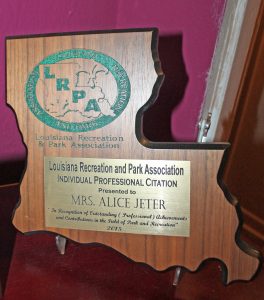 LRPA
Louisiana Recreation
& Park Association
Louisiana Recreation and Park Association
INDIVIDUAL PROFESSIONAL CITATION
Presented to
MRS. ALICE JETER
"In Recognition of Outstanding (Professional) Achievements
and Contributions in the Field of Park and Recreation"
2015